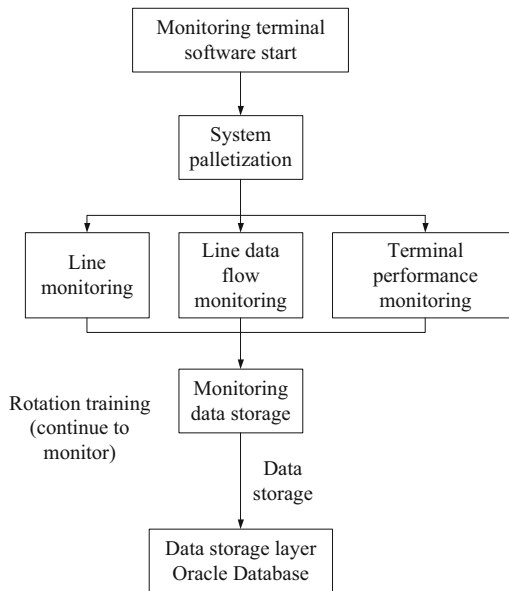 Monitoring terminal
software start
System
palletization
Line
monitoring
Line data
flow
monitoring
Terminal
performance
monitoring
Monitoring
data storage
Rotation training
(continue to
monitor)
Data
storage
Data storage layer
Oracle Database